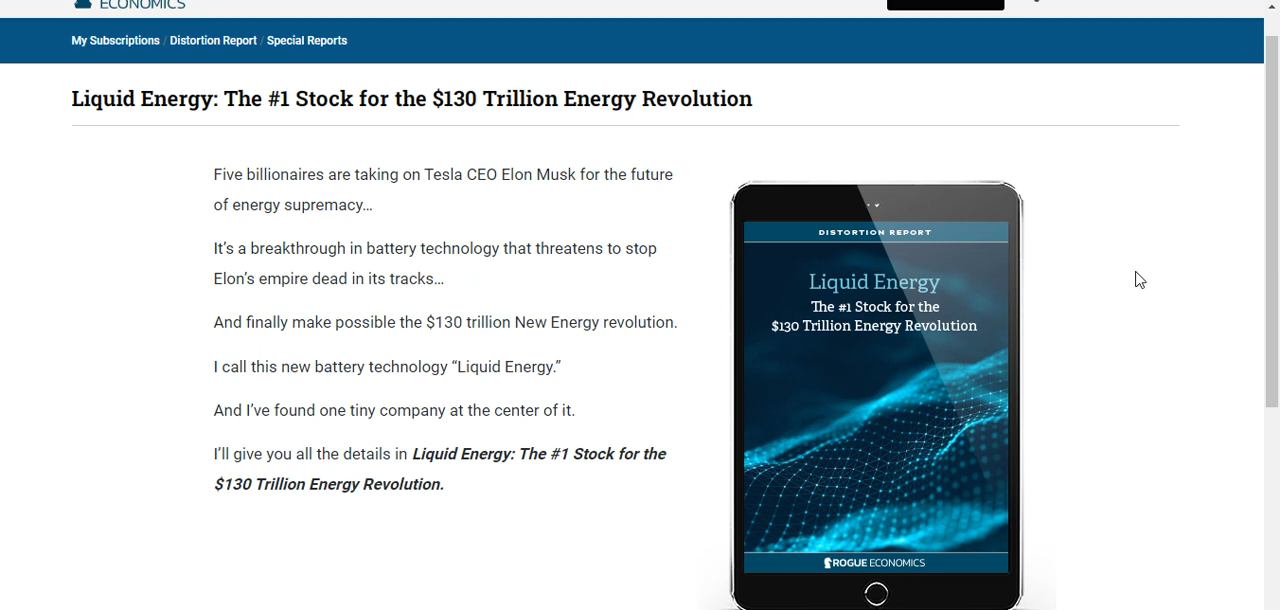 ECONOMICS
My Subscriptions / Distortion Report / Special Reports
Liquid Energy: The #1 Stock for the $130 Trillion Energy Revolution
Five billionaires are taking on Tesla CEO Elon Musk for the future
of energy supremacy…
It’s a breakthrough in battery technology that threatens to stop
Elon’s empire dead in its tracks…
And finally make possible the $130 trillion New Energy revolution.
I call this new battery technology “Liquid Energy.”
And I’ve found one tiny company at the center of it.
I’ll give you all the details in Liquid Energy: The #1 Stock for the
$130 Trillion Energy Revolution.
DISTORTION REPORT
Liquid Energy
The #1 Stock for the
$130 Trillion Energy Revolution
ROGUE ECONOMICS